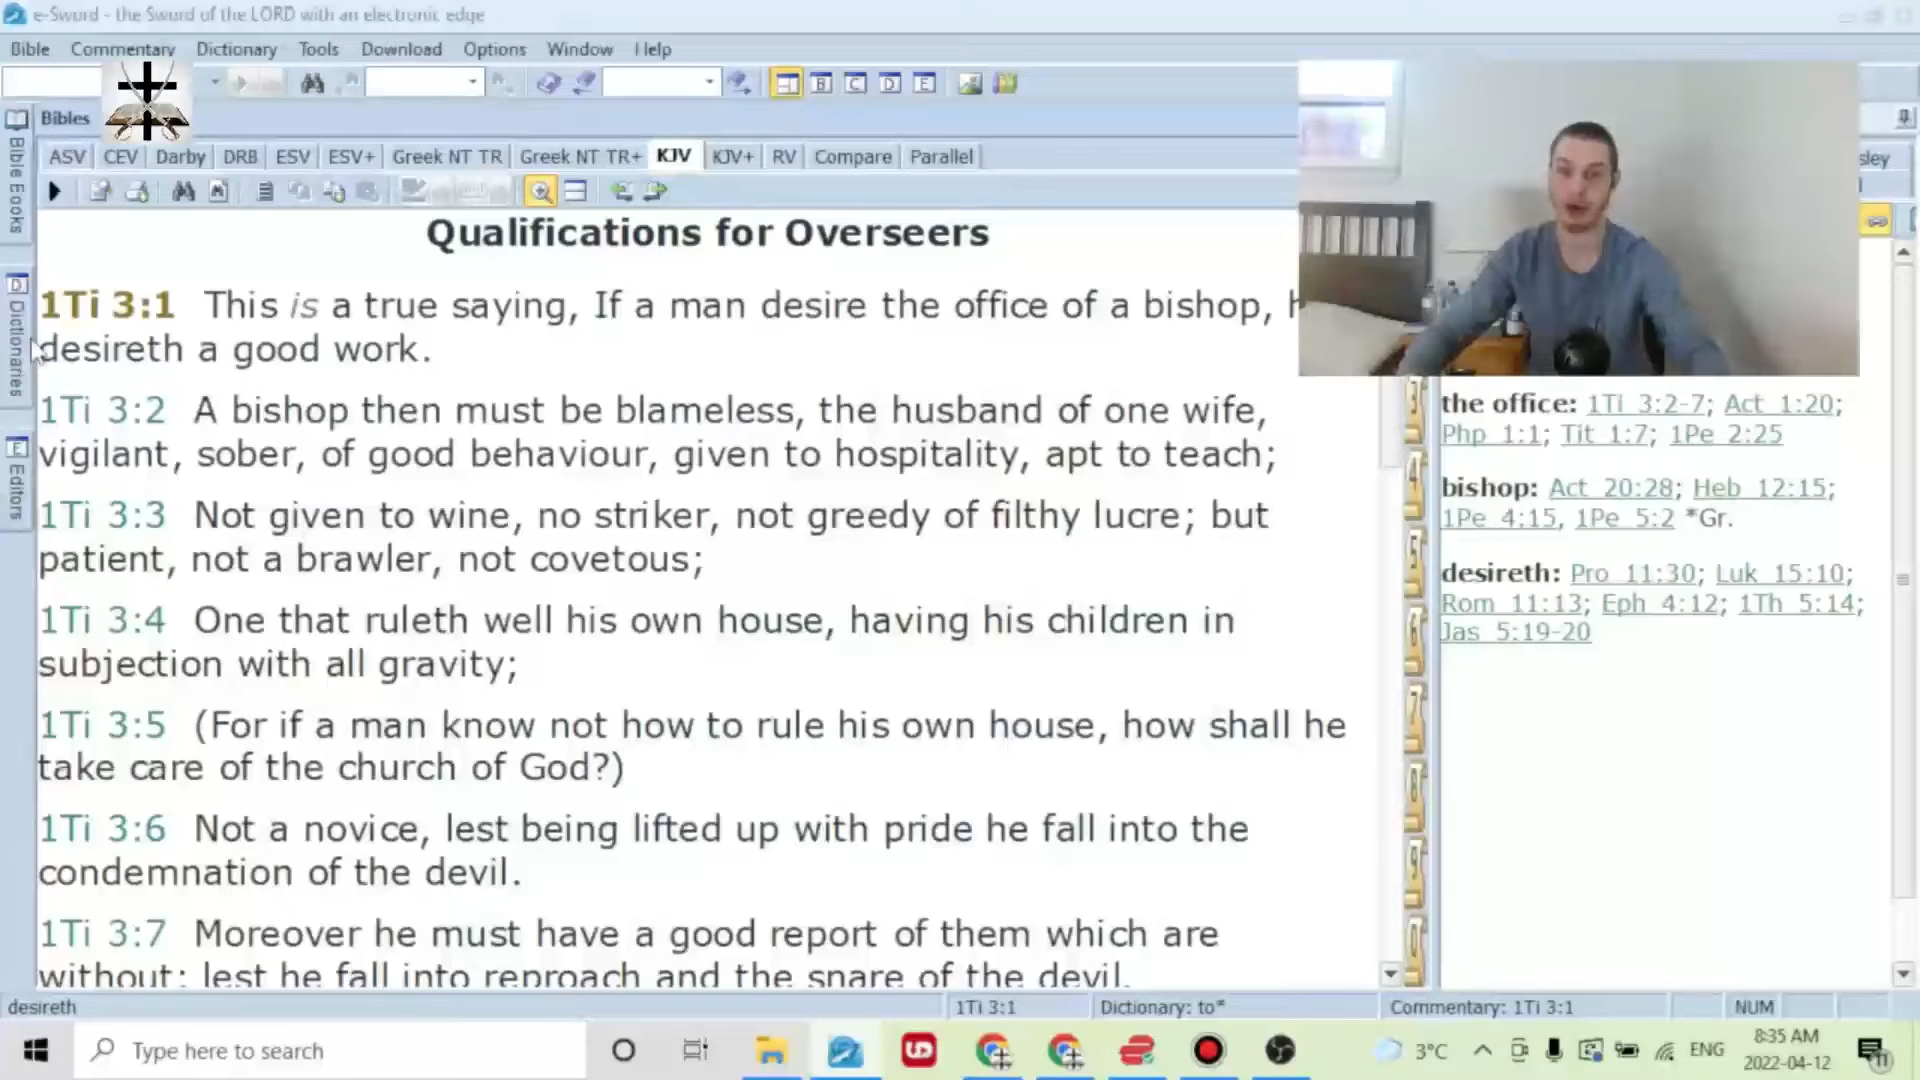 e-Sword - the Sword of the LORD with an electronic edge
Bible Commentary Dictionary Tools Download Options Window Help
B C D E
Bibles
ASV CEV Darby DRB ESV ESV+ Greek NT TR Greek NT TR+ KJV KJV+ RV Compare Parallel
sley
Bible Books
D Dictionaries
E Editors
Qualifications for Overseers
1Ti 3:1 This is a true saying, If a man desire the office of a bishop, h
desireth a good work.
1Ti 3:2 A bishop then must be blameless, the husband of one wife,
vigilant, sober, of good behaviour, given to hospitality, apt to teach;
1Ti 3:3 Not given to wine, no striker, not greedy of filthy lucre; but
patient, not a brawler, not covetous;
1Ti 3:4 One that ruleth well his own house, having his children in
subjection with all gravity;
1Ti 3:5 (For if a man know not how to rule his own house, how shall he
take care of the church of God?)
1Ti 3:6 Not a novice, lest being lifted up with pride he fall into the
condemnation of the devil.
1Ti 3:7 Moreover he must have a good report of them which are
without; lest he fall into reproach and the snare of the devil.
3
4
5
6
7
8
9
the office: 1Ti 3:2-7; Act 1:20;
Php 1:1; Tit 1:7; 1Pe 2:25
bishop: Act 20:28; Heb 12:15;
1Pe 4:15, 1Pe 5:2 *Gr.
desireth: Pro 11:30; Luk 15:10;
Rom 11:13; Eph 4:12; 1Th 5:14;
Jas 5:19-20
desireth 1Ti 3:1 Dictionary: to* Commentary: 1Ti 3:1 NUM
Type here to search
3°C ENG
8:35 AM
2022-04-12
11